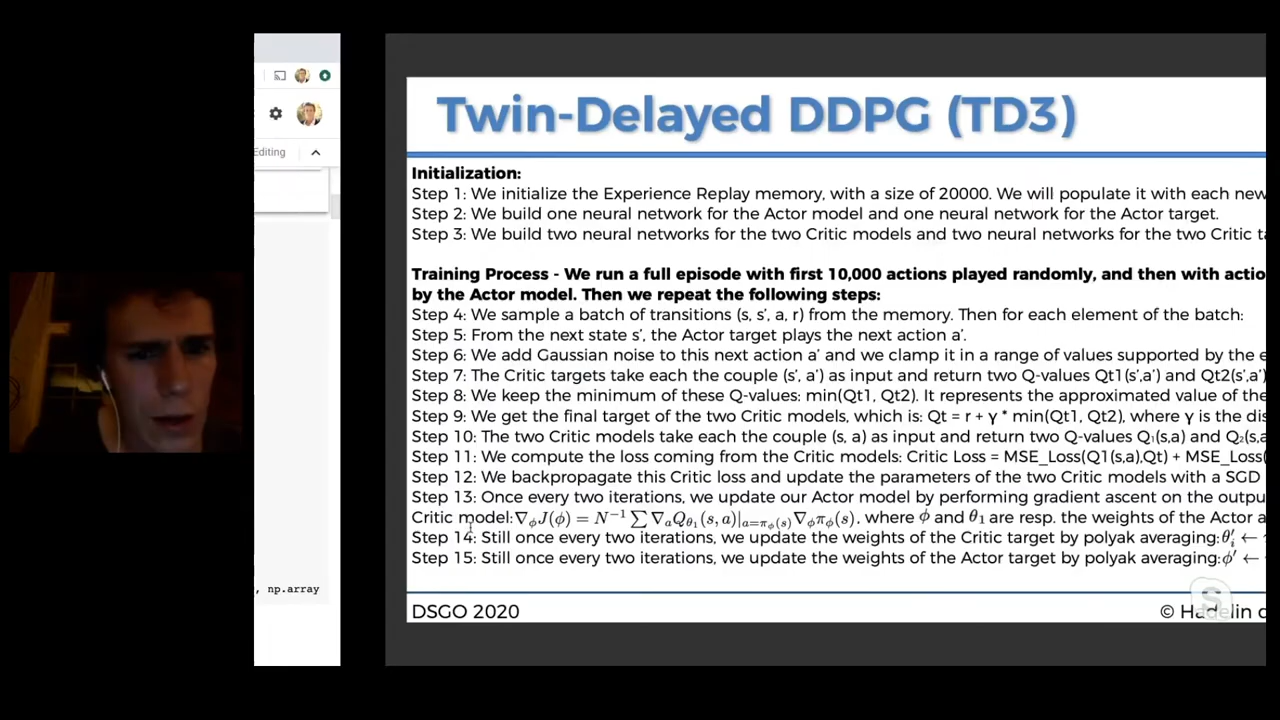 Editing
, np.array
Twin-Delayed DDPG (TD3)
Initialization:
Step 1: We initialize the Experience Replay memory, with a size of 20000. We will populate it with each new
Step 2: We build one neural network for the Actor model and one neural network for the Actor target.
Step 3: We build two neural networks for the two Critic models and two neural networks for the two Critic
Training Process - We run a full episode with first 10,000 actions played randomly, and then with
by the Actor model. Then we repeat the following steps:
Step 4: We sample a batch of transitions (s, s’, a, r) from the memory. Then for each element of the batch:
Step 5: From the next state s’, the Actor target plays the next action a’.
Step 6: We add Gaussian noise to this next action a’ and we clamp it in a range of values supported by the
Step 7: The Critic targets take each the couple (s’, a’) as input and return two Q-values Qt1(s’,a’) and Qt2(s’,a’)
Step 8: We keep the minimum of these Q-values: min(Qt1, Qt2). It represents the approximated value of the
Step 9: We get the final target of the two Critic models, which is: Qt = r + γ * min(Qt1, Qt2), where γ is the
Step 10: The two Critic models take each the couple (s, a) as input and return two Q-values Q₁(s,a) and Q₂(s,a
Step 11: We compute the loss coming from the Critic models: Critic Loss = MSE_Loss(Q1(s,a),Qt) + MSE_Loss(
Step 12: We backpropagate this Critic loss and update the parameters of the two Critic models with a SGD
Step 13: Once every two iterations, we update our Actor model by performing gradient ascent on the
Critic model:∇ϕJ(ϕ) = N⁻¹ ∑ ∇aQθ₁(s, a)|a=πϕ(s)∇ϕπϕ(s), where ϕ and θ₁ are resp. the weights of the Actor
Step 14: Still once every two iterations, we update the weights of the Critic target by polyak averaging:θ′ᵢ ←
Step 15: Still once every two iterations, we update the weights of the Actor target by polyak averaging:ϕ′ ←
DSGO 2020
© Hadelin